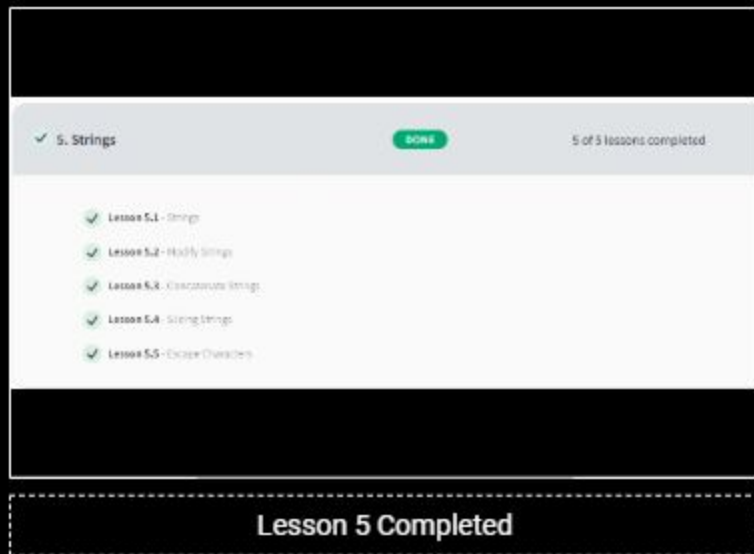 5. Strings
DONE
5 of 5 lessons completed
Lesson 5.1 - Strings
Lesson 5.2 - Modify Strings
Lesson 5.3 - Concatenate Strings
Lesson 5.4 - Slicing Strings
Lesson 5.5 - Escape Characters
Lesson 5 Completed